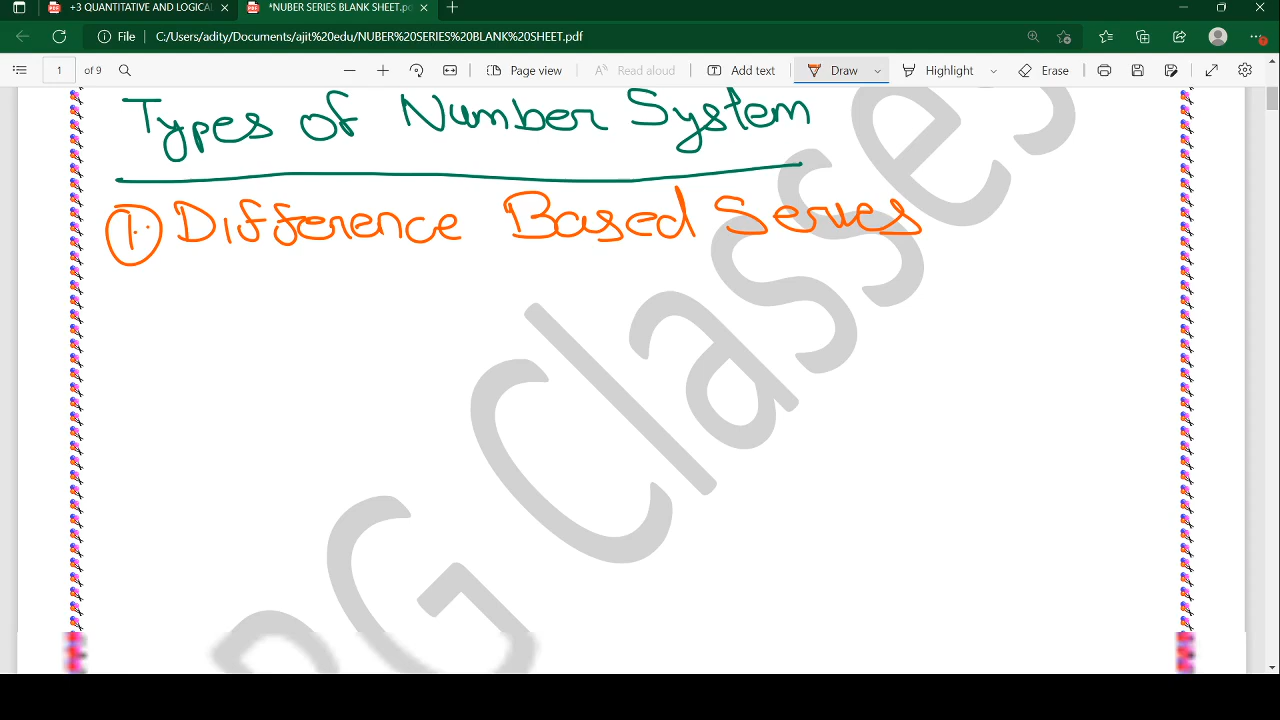 +3 QUANTITATIVE AND LOGICAL
*NUBER SERIES BLANK SHEET.pd
File C:/Users/adity/Documents/ajit%20edu/NUBER%20SERIES%20BLANK%20SHEET.pdf
1 of 9 Page view Read aloud Add text Draw Highlight Erase
Types of Number System
1. Difference Based Series
PG Classes